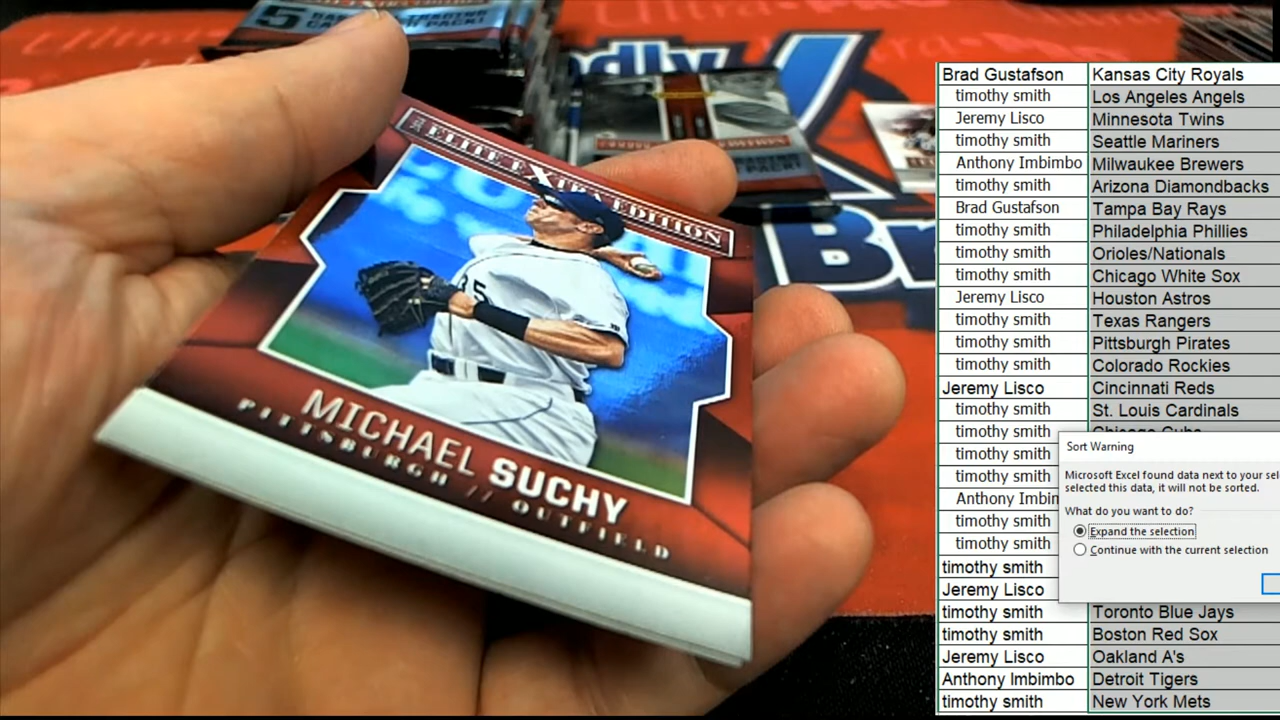 5
ELITE EXTRA EDITION
35
MICHAEL SUCHY
PITTSBURGH // OUTFIELD
Brad Gustafson Kansas City Royals
timothy smith Los Angeles Angels
Jeremy Lisco Minnesota Twins
timothy smith Seattle Mariners
Anthony Imbimbo Milwaukee Brewers
timothy smith Arizona Diamondbacks
Brad Gustafson Tampa Bay Rays
timothy smith Philadelphia Phillies
timothy smith Orioles/Nationals
timothy smith Chicago White Sox
Jeremy Lisco Houston Astros
timothy smith Texas Rangers
timothy smith Pittsburgh Pirates
timothy smith Colorado Rockies
Jeremy Lisco Cincinnati Reds
timothy smith St. Louis Cardinals
timothy smith Chicago Cubs
timothy smith
timothy smith
Anthony Imbim
timothy smith
timothy smith
timothy smith
Jeremy Lisco
timothy smith Toronto Blue Jays
timothy smith Boston Red Sox
Jeremy Lisco Oakland A's
Anthony Imbimbo Detroit Tigers
timothy smith New York Mets
Sort Warning
Microsoft Excel found data next to your sel
selected this data, it will not be sorted.
What do you want to do?
Expand the selection
Continue with the current selection